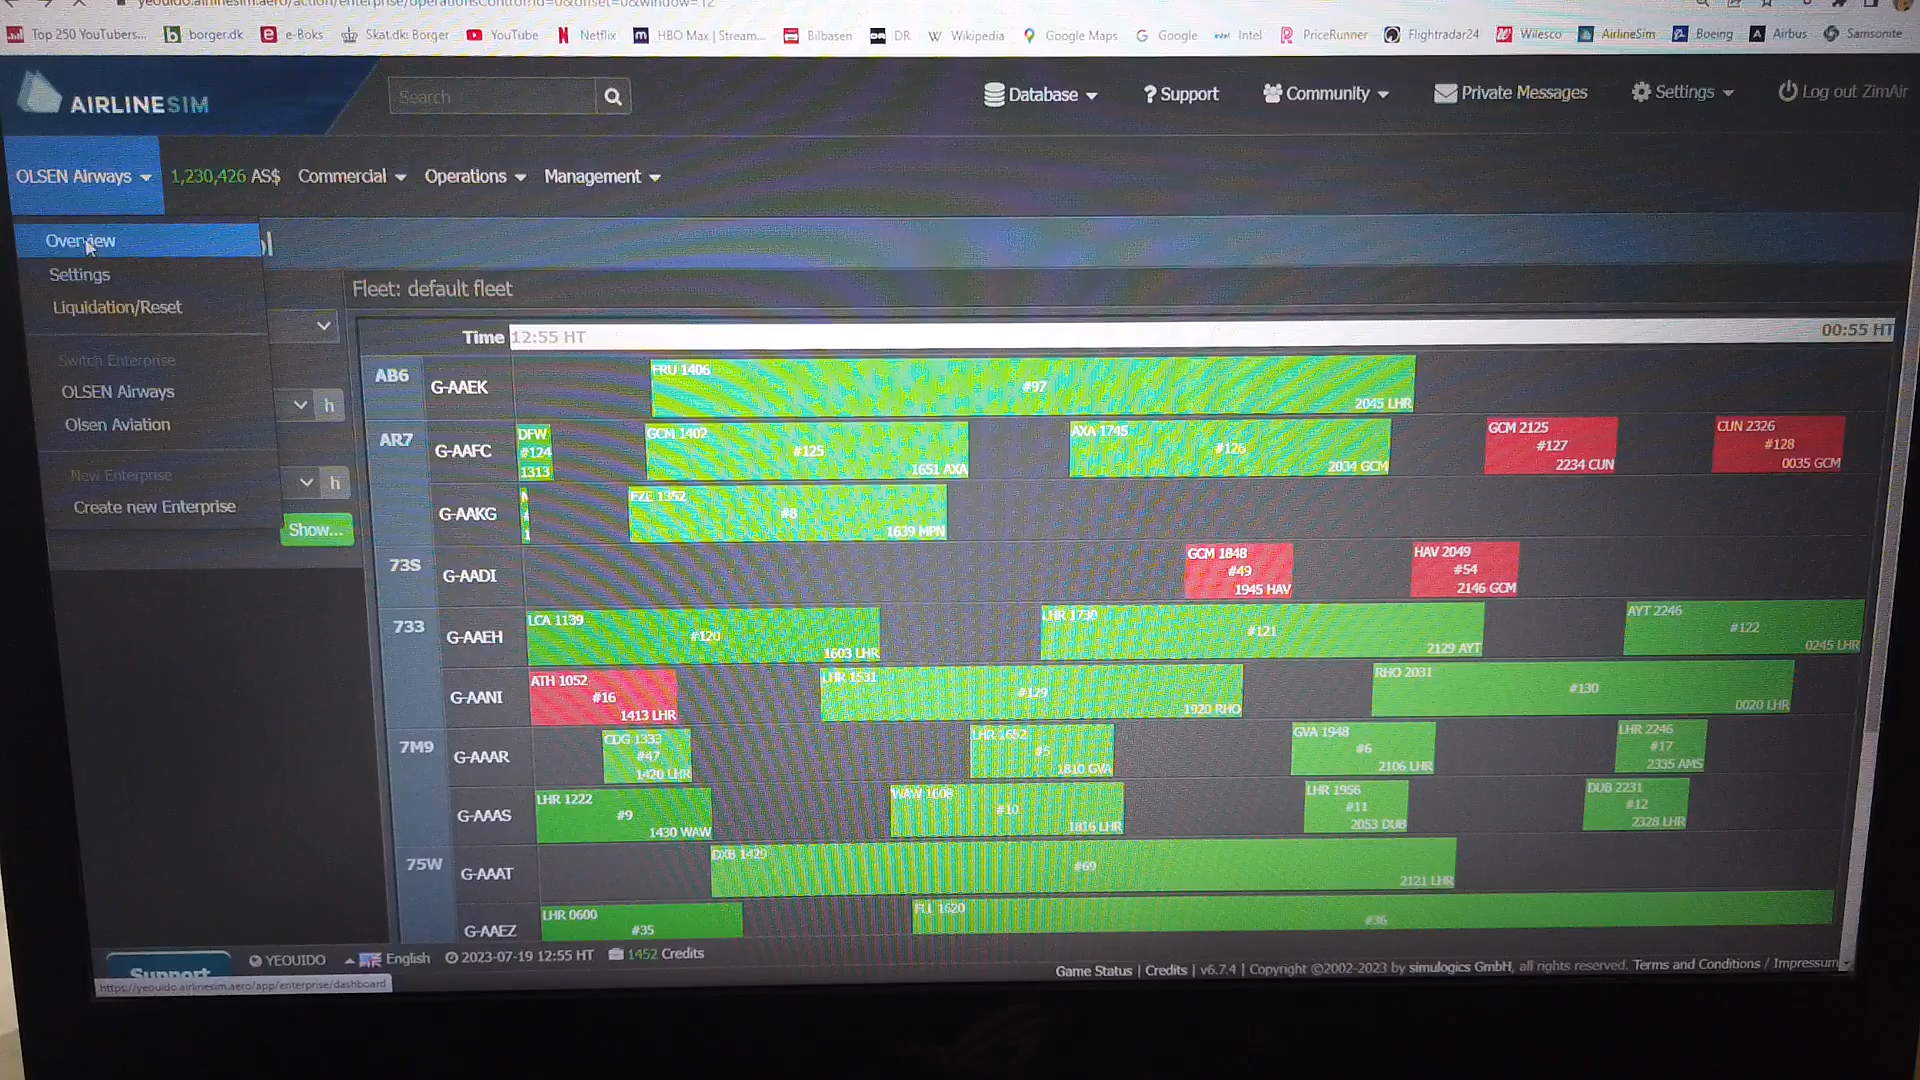 yeouido.airlinesim.aero/action/enterprise/operationsControl?id=0&offset=0&window=12
Top 250 YouTubers... borger.dk e-Boks Skat.dk: Borger YouTube Netflix HBO Max | Stream... Bilbasen DR Wikipedia Google Maps Google Intel PriceRunner Flightradar24 Wilesco AirlineSim Boeing Airbus Samsonite
AIRLINESIM Search Database Support Community Private Messages Settings Log out ZimAir
OLSEN Airways 1,230,426 AS$ Commercial Operations Management
Overview
Settings
Liquidation/Reset
Switch Enterprise
OLSEN Airways
Olsen Aviation
New Enterprise
Create new Enterprise
h
h
Show...
Fleet: default fleet
Time 12:55 HT 00:55 HT
AB6 G-AAEK FRU 1406 #97 2045 LHR
AR7 G-AAFC DFW #124 1313 GCM 1402 #125 1651 AXA AXA 1745 #126 2034 GCM GCM 2125 #127 2234 CUN CUN 2326 #128 0035 GCM
G-AAKG EZE 1352 #8 1639 MPN
73S G-AADI GCM 1848 #49 1945 HAV HAV 2049 #54 2146 GCM
733 G-AAEH LCA 1139 #120 1603 LHR LHR 1730 #121 2129 AYT AYT 2246 #122 0245 LHR
G-AANI ATH 1052 #16 1413 LHR LHR 1531 #129 1920 RHO RHO 2031 #130 0020 LHR
7M9 G-AAAR CDG 1333 #47 1420 LHR LHR 1652 #5 1810 GVA GVA 1948 #6 2106 LHR LHR 2246 #17 2335 AMS
G-AAAS LHR 1222 #9 1430 WAW WAW 1608 #10 1816 LHR LHR 1956 #11 2053 DUB DUB 2231 #12 2328 LHR
75W G-AAAT DXB 1429 #69 2121 LHR
G-AAEZ LHR 0600 #35 FLL 1620 #36
Support YEOUIDO English 2023-07-19 12:55 HT 1452 Credits
Game Status | Credits | v6.7.4 | Copyright ©2002-2023 by simulogics GmbH, all rights reserved. Terms and Conditions / Impressum
https://yeouido.airlinesim.aero/app/enterprise/dashboard